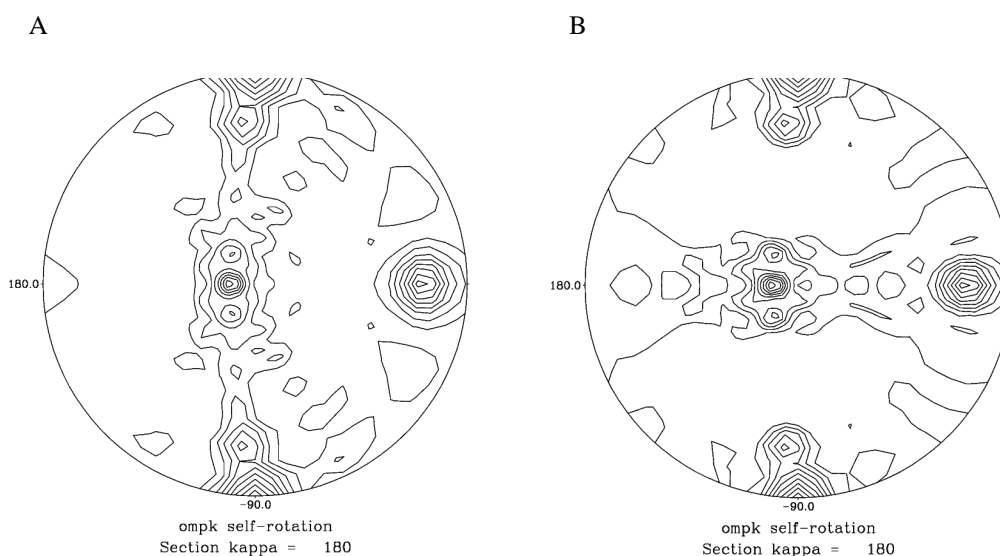 A
B
180.0
-90.0
ompk self-rotation
Section kappa = 180
180.0
-90.0
ompk self-rotation
Section kappa = 180